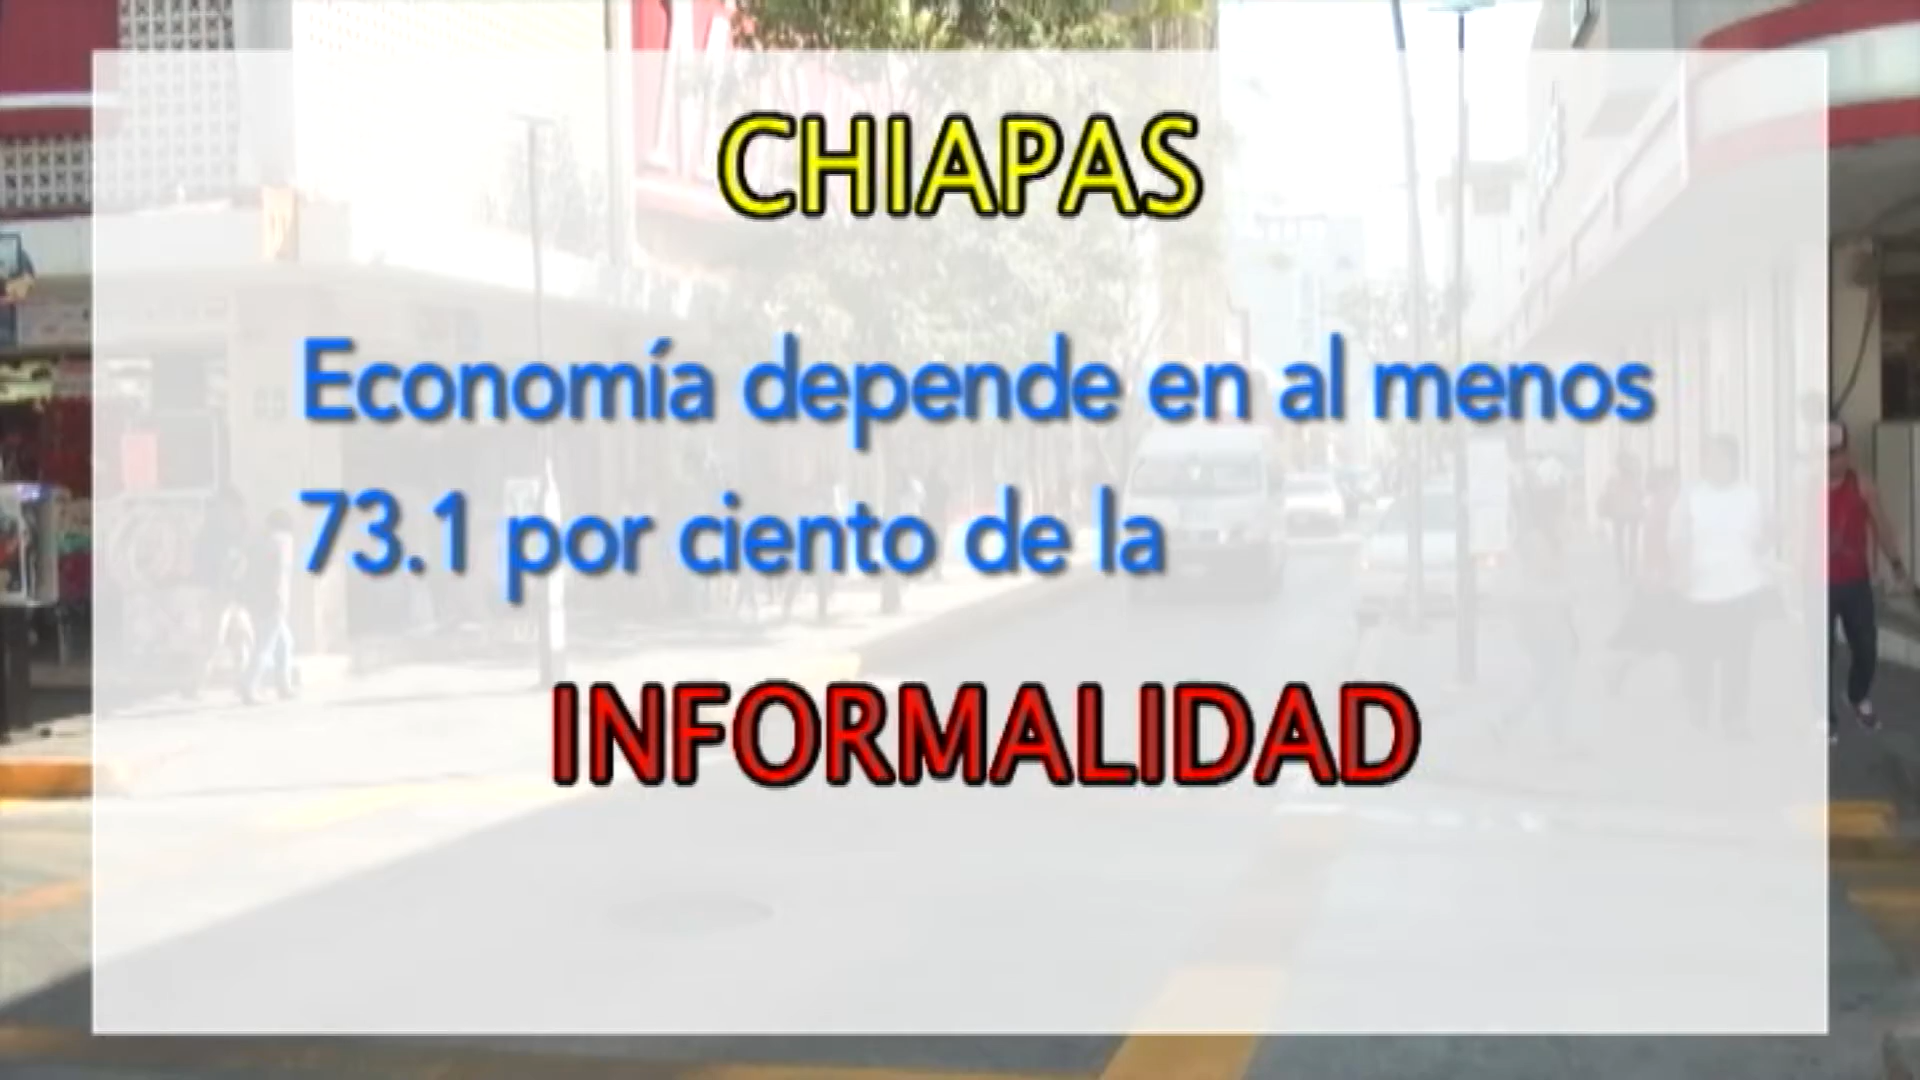 CHIAPAS
Economía depende en al menos
73.1 por ciento de la
INFORMALIDAD